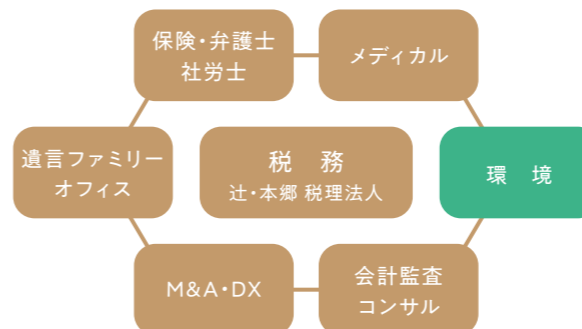 保険・弁護士
社労士
メディカル
遺言ファミリー
オフィス
税 務
辻・本郷 税理法人
環 境
M&A・DX
会計監査
コンサル